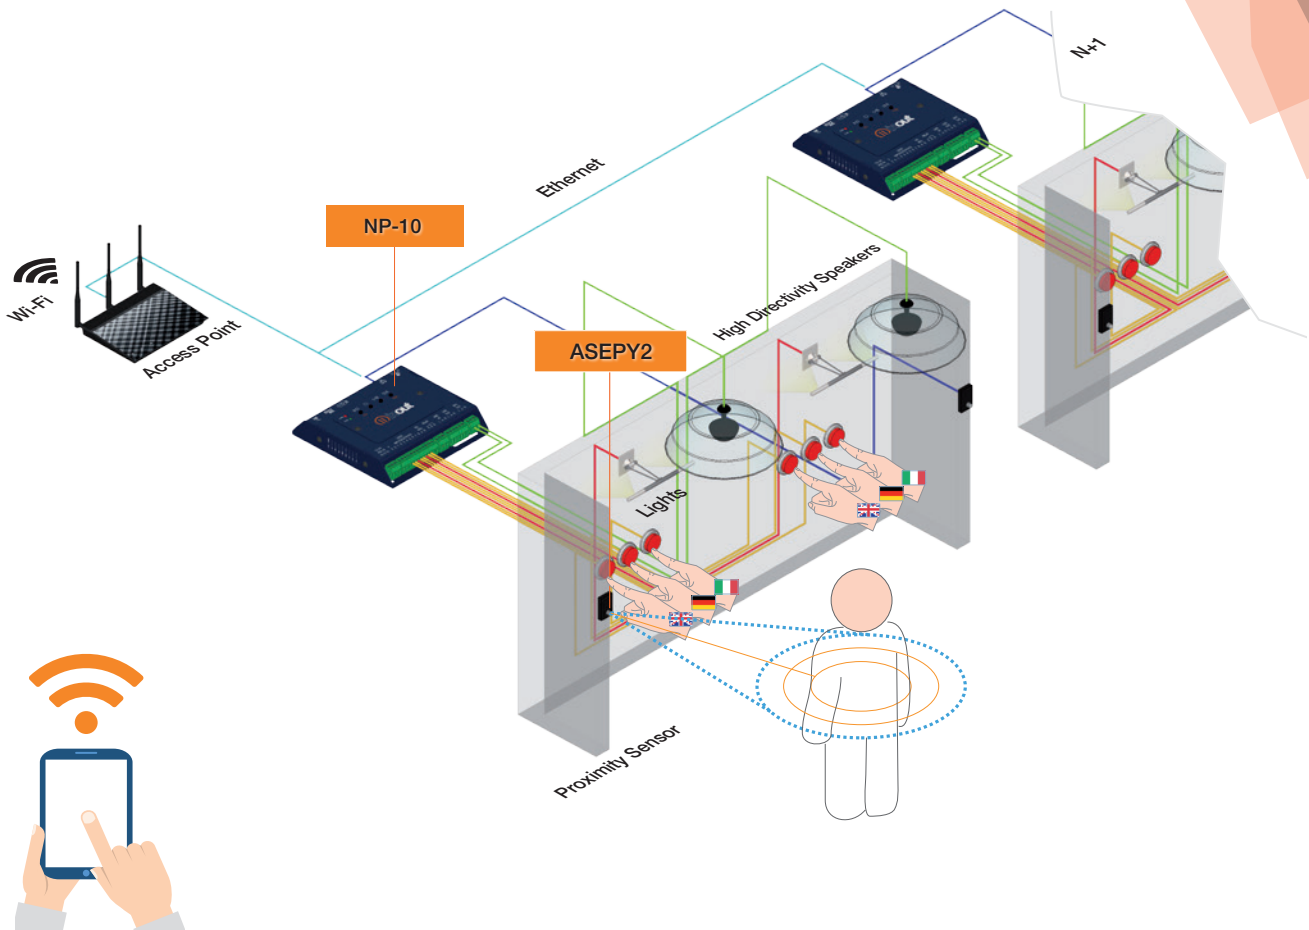 N+1
Ethernet
NP-10
Wi-Fi
Access Point
High Directivity Speakers
ASEPY2
Lights
Proximity Sensor